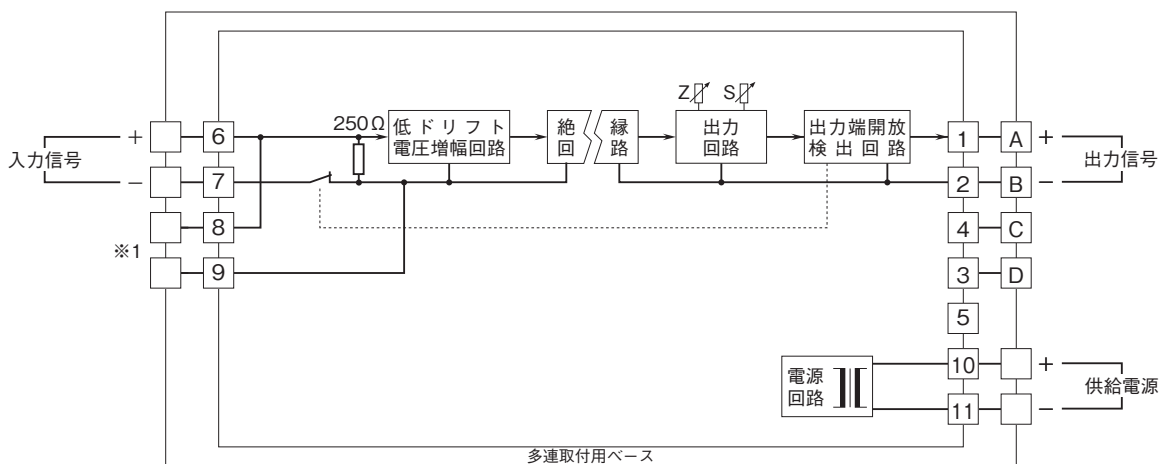 Z
S
250Ω
低ドリフト
電圧増幅回路
絶
回
縁
路
出力
回路
出力端開放
検出回路
入力信号
+
−
6
7
8
9
※1
1
2
4
3
5
10
11
A
B
C
D
+
−
出力信号
電源
回路
+
−
供給電源
多連取付用ベース